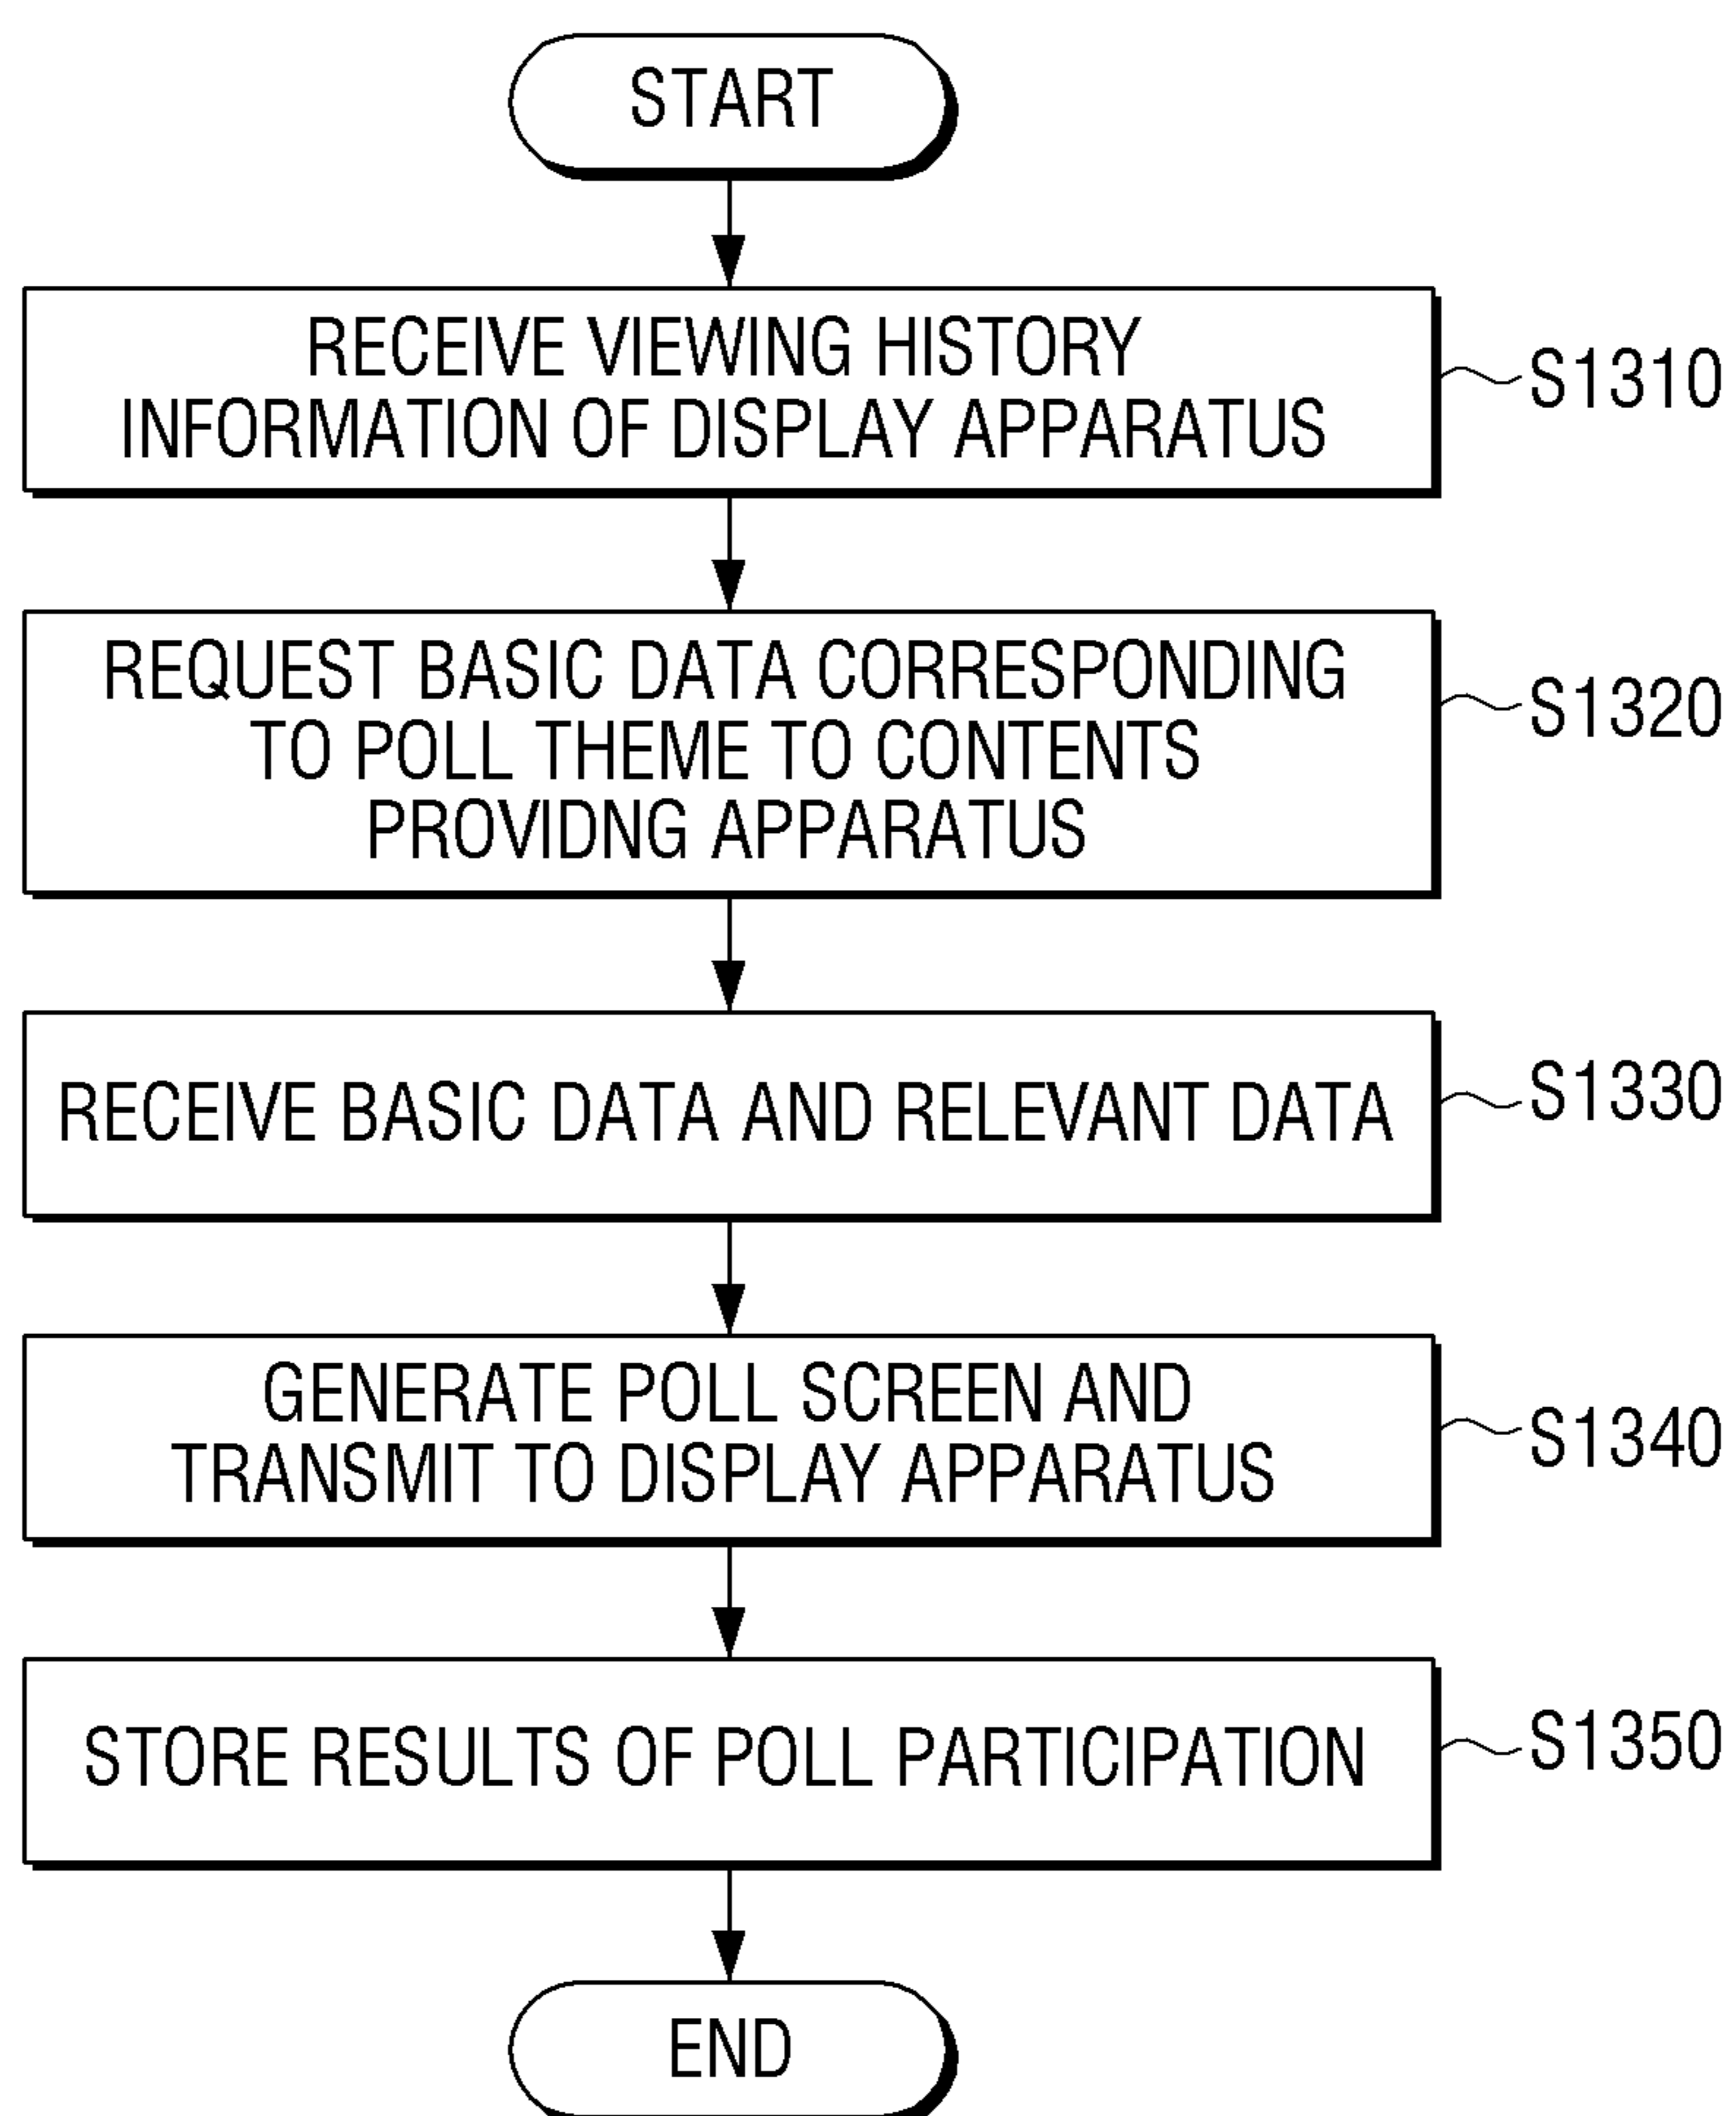 START
RECEIVE VIEWING HISTORY
INFORMATION OF DISPLAY APPARATUS
S1310
REQUEST BASIC DATA CORRESPONDING
TO POLL THEME TO CONTENTS
PROVIDNG APPARATUS
S1320
RECEIVE BASIC DATA AND RELEVANT DATA
S1330
GENERATE POLL SCREEN AND
TRANSMIT TO DISPLAY APPARATUS
S1340
STORE RESULTS OF POLL PARTICIPATION
S1350
END